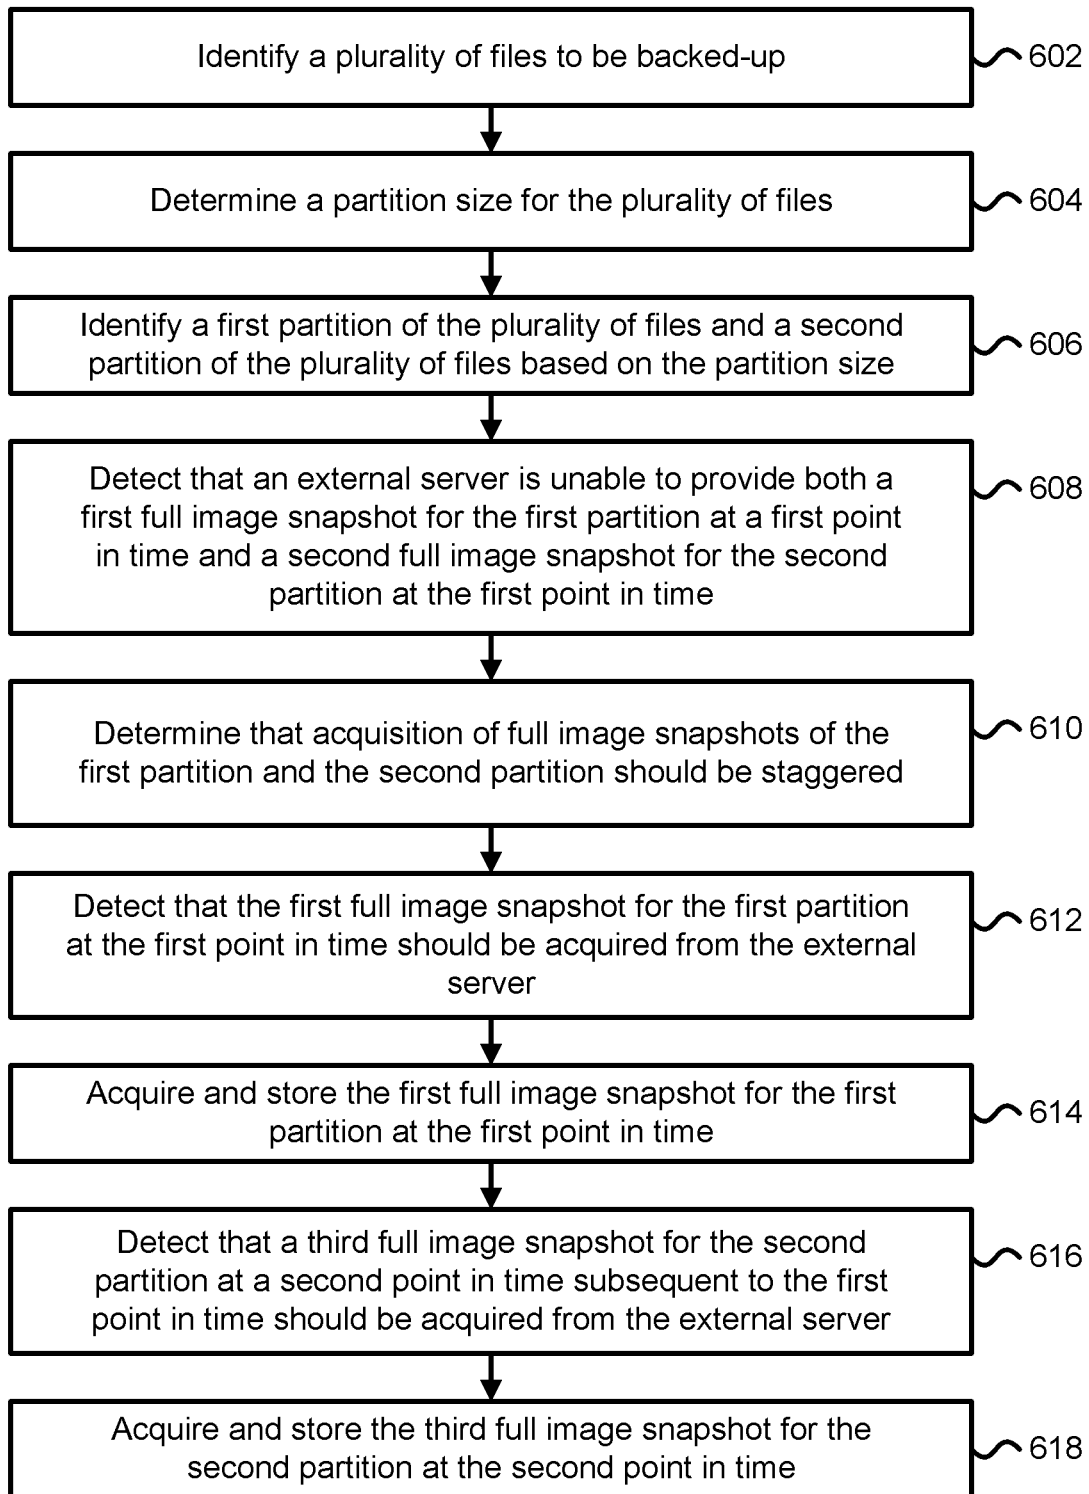 Identify a plurality of files to be backed-up
602
Determine a partition size for the plurality of files
604
Identify a first partition of the plurality of files and a second
partition of the plurality of files based on the partition size
606
Detect that an external server is unable to provide both a
first full image snapshot for the first partition at a first point
in time and a second full image snapshot for the second
partition at the first point in time
608
Determine that acquisition of full image snapshots of the
first partition and the second partition should be staggered
610
Detect that the first full image snapshot for the first partition
at the first point in time should be acquired from the external
server
612
Acquire and store the first full image snapshot for the first
partition at the first point in time
614
Detect that a third full image snapshot for the second
partition at a second point in time subsequent to the first
point in time should be acquired from the external server
616
Acquire and store the third full image snapshot for the
second partition at the second point in time
618